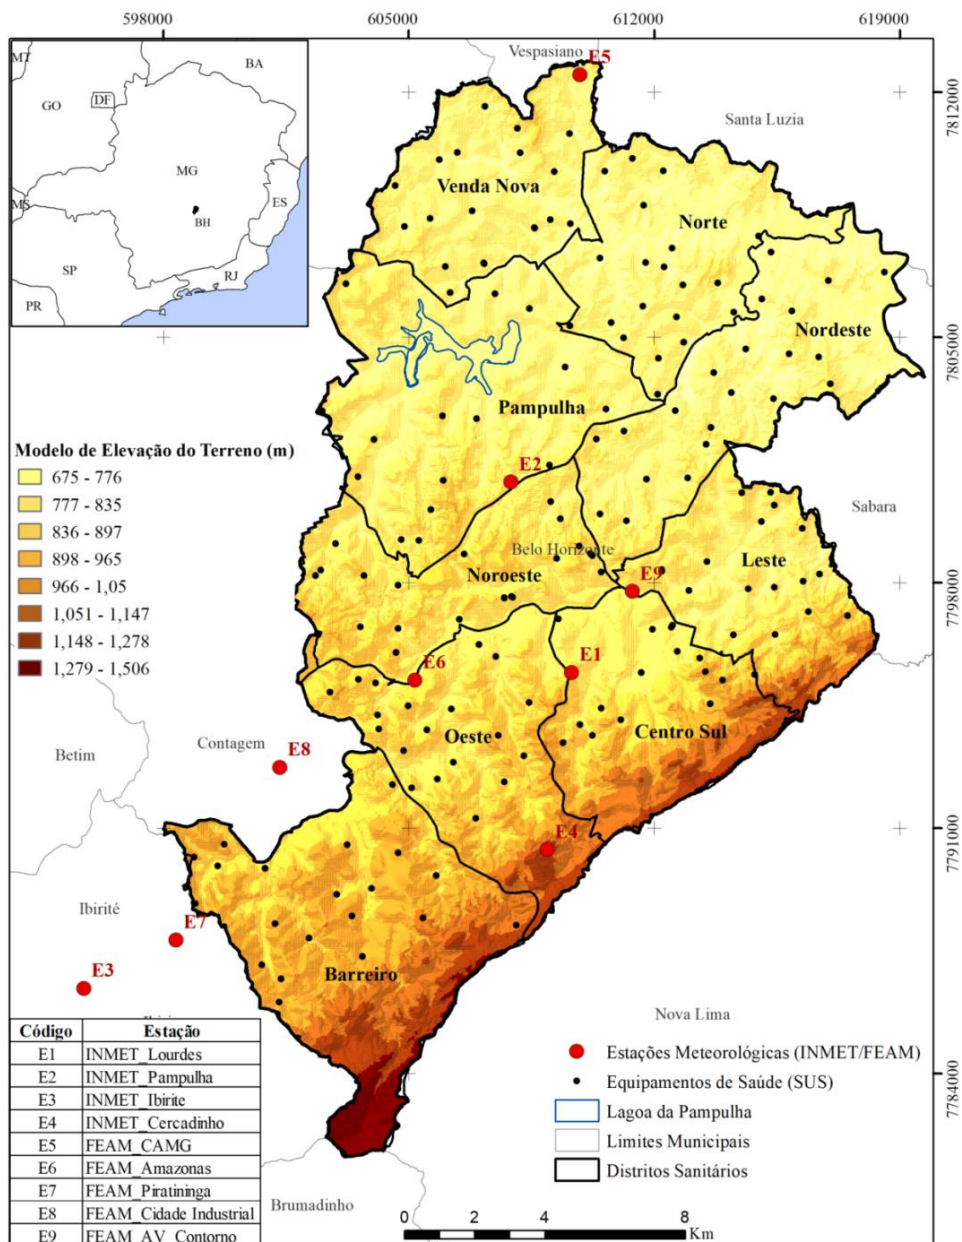 598000
605000
612000
619000
MT
BA
GO
DF
MG
MS
ES
BH
SP
RJ
PR
Vespasiano
E5
7812000
Santa Luzia
Venda Nova
Norte
Nordeste
7805000
Pampulha
Modelo de Elevação do Terreno (m)
675 - 776
777 - 835
836 - 897
898 - 965
966 - 1,05
1,051 - 1,147
1,148 - 1,278
1,279 - 1,506
E2
Sabara
Belo Horizonte
Leste
Noroeste
E9
7798000
E6
E1
Centro Sul
Oeste
Contagem
Betim
E8
E4
7791000
Ibirité
E7
E3
Barreiro
Nova Lima
Código Estação
E1 INMET_Lourdes
E2 INMET_Pampulha
E3 INMET_Ibirite
E4 INMET_Cercadinho
E5 FEAM_CAMG
E6 FEAM_Amazonas
E7 FEAM_Piratininga
E8 FEAM_Cidade Industrial
E9 FEAM_AV_Contorno
Estações Meteorológicas (INMET/FEAM)
Equipamentos de Saúde (SUS)
Lagoa da Pampulha
Limites Municipais
Distritos Sanitários
7784000
Brumadinho
0 2 4 8
Km